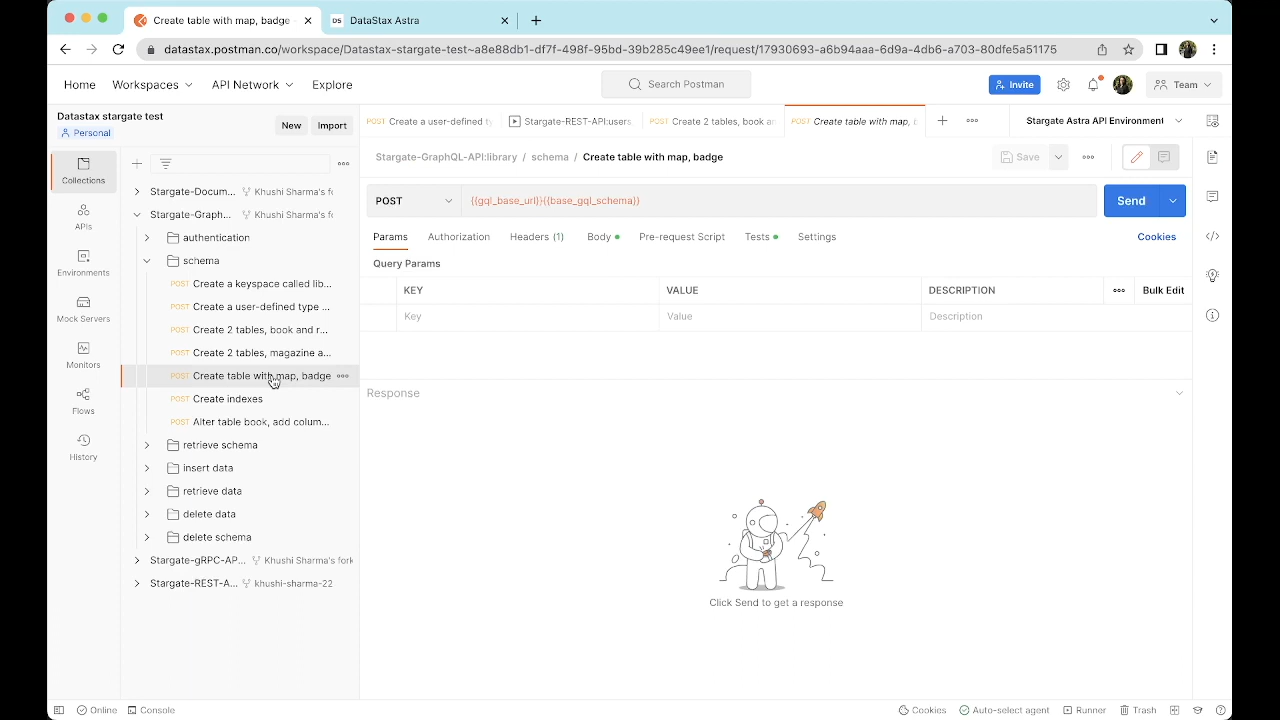 Create table with map, badge
DS DataStax Astra
datastax.postman.co/workspace/Datastax-stargate-test~a8e88db1-df7f-498f-95bd-39b285c49ee1/request/17930693-a6b94aaa-6d9a-4db6-a703-80dfe5a51175
Home Workspaces API Network Explore Search Postman Invite Team
Datastax stargate test
Personal
New Import
POST Create a user-defined ty
Stargate-REST-API:users
POST Create 2 tables, book ar
POST Create table with map, b.
Stargate Astra API Environment
Collections
APIs
Environments
Mock Servers
Monitors
Flows
History
Stargate-Docum... Khushi Sharma's fo
Stargate-Graph... Khushi Sharma's fo
authentication
schema
POST Create a keyspace called lib...
POST Create a user-defined type ...
POST Create 2 tables, book and r...
POST Create 2 tables, magazine a...
POST Create table with map, badge
POST Create indexes
POST Alter table book, add colum...
retrieve schema
insert data
retrieve data
delete data
delete schema
Stargate-gRPC-AP... Khushi Sharma's fork
Stargate-REST-A... khushi-sharma-22
Stargate-GraphQL-API:library / schema / Create table with map, badge
Save
POST {{gql_base_url}}{{base_gql_schema}} Send
Params Authorization Headers (1) Body Pre-request Script Tests Settings Cookies
Query Params
KEY VALUE DESCRIPTION Bulk Edit
Key Value Description
Response
Click Send to get a response
Online Console Cookies Auto-select agent Runner Trash